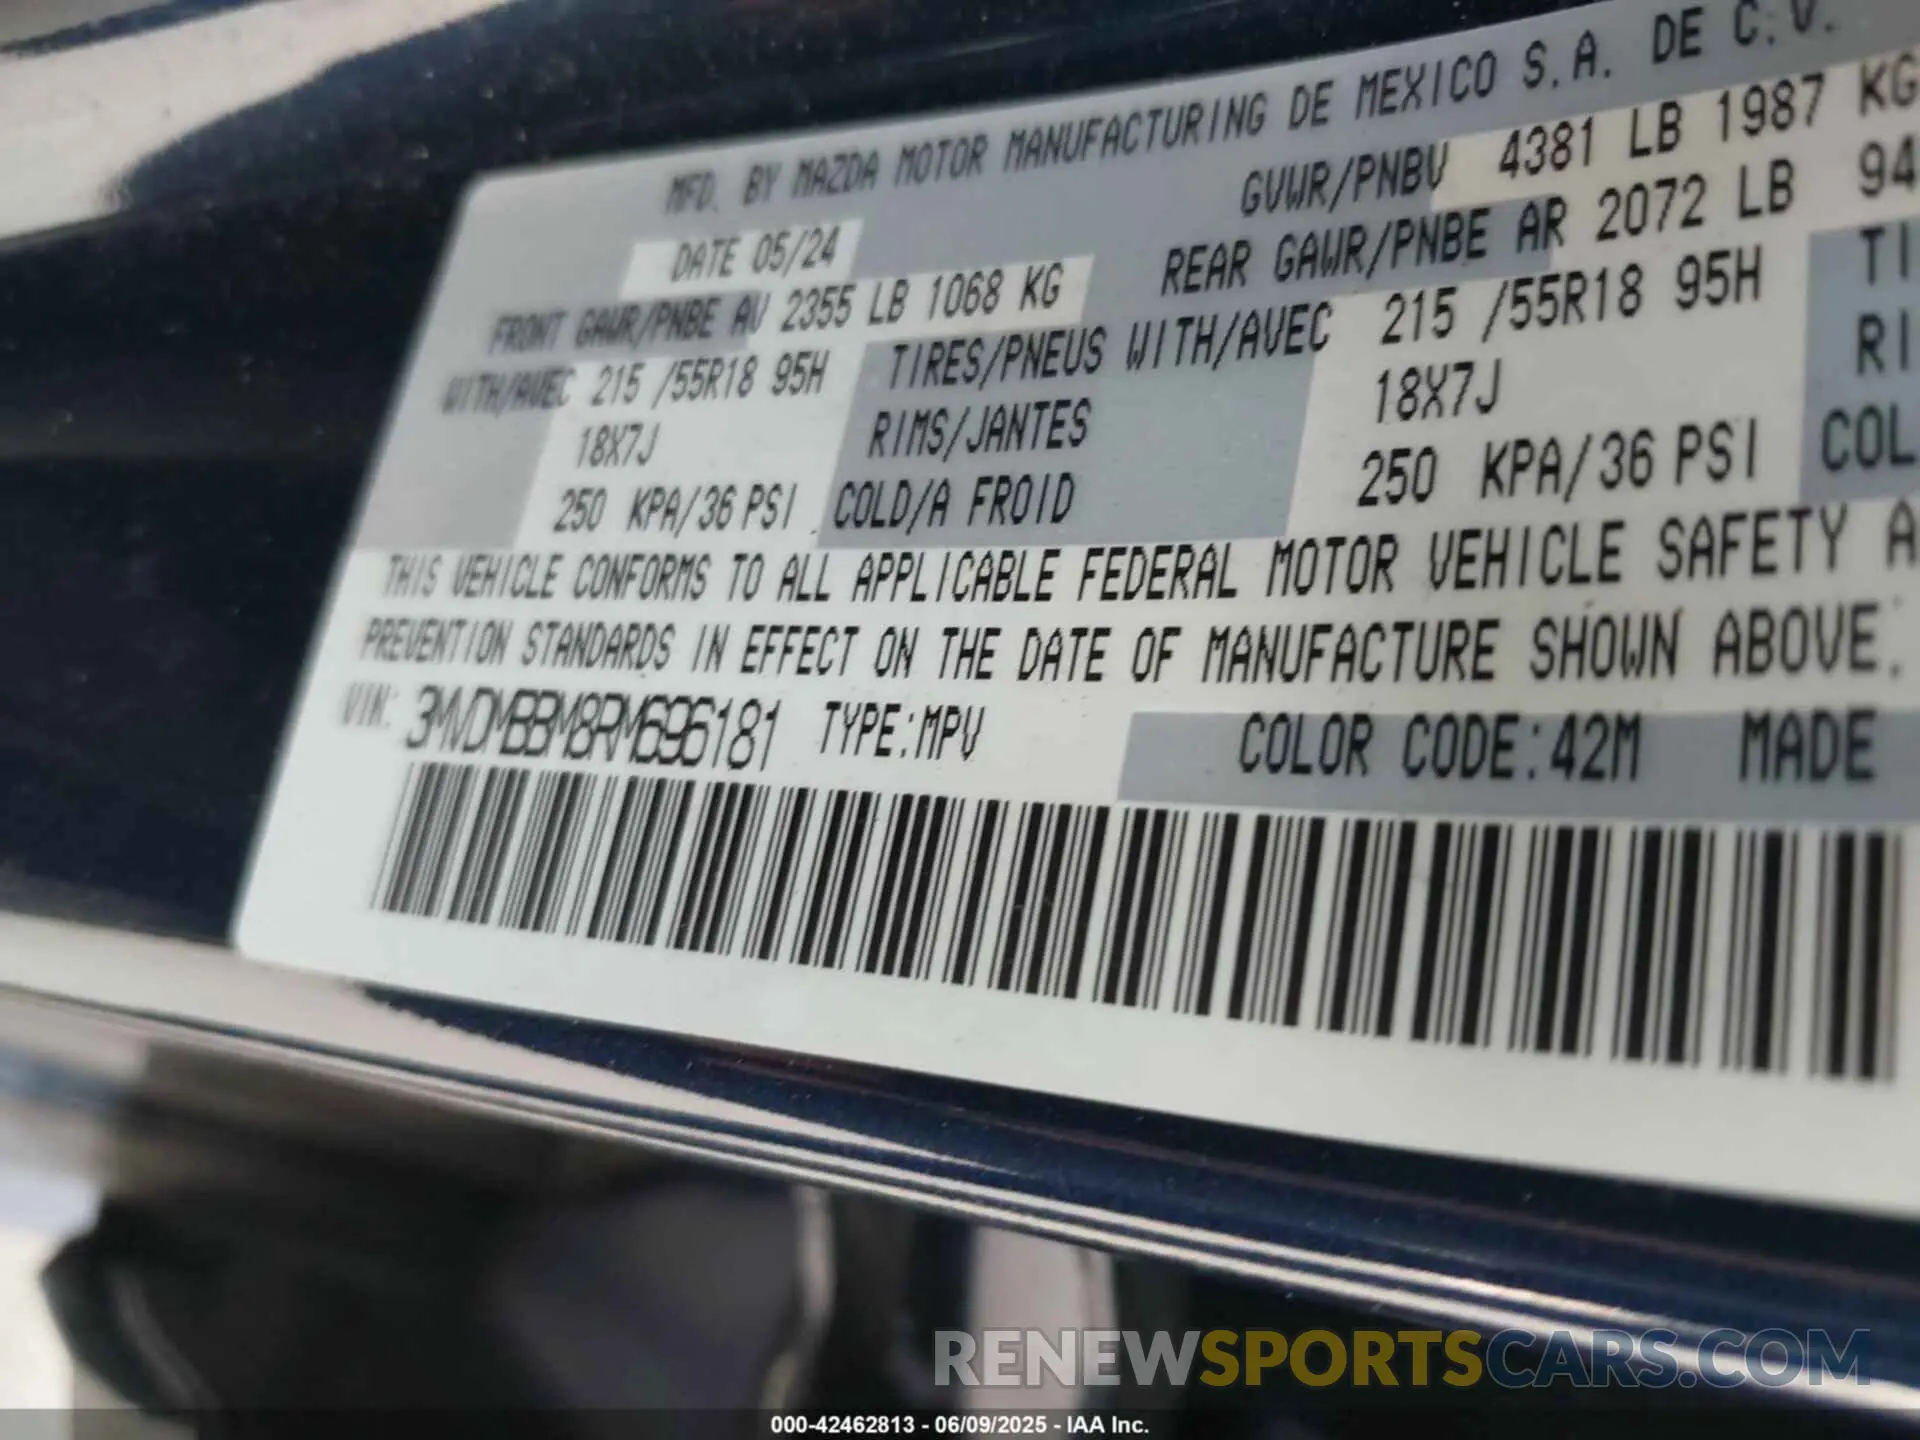 MFD. BY MAZDA MOTOR MANUFACTURING DE MEXICO S.A. DE C.V.
DATE 05/24 GVWR/PNBV 4381 LB 1987 KG
FRONT GAWR/PNBE AV 2355 LB 1068 KG REAR GAWR/PNBE AR 2072 LB 94
WITH/AVEC 215 /55R18 95H TIRES/PNEUS WITH/AVEC 215 /55R18 95H TI
18X7J RIMS/JANTES 18X7J RI
250 KPA/36 PSI COLD/A FROID 250 KPA/36 PSI COL
THIS VEHICLE CONFORMS TO ALL APPLICABLE FEDERAL MOTOR VEHICLE SAFETY A
PREVENTION STANDARDS IN EFFECT ON THE DATE OF MANUFACTURE SHOWN ABOVE.
VIN: 3MVDMBBM8RM696181 TYPE:MPV COLOR CODE:42M MADE
RENEWSPORTSCARS.COM
000-42462813 - 06/09/2025 - IAA Inc.